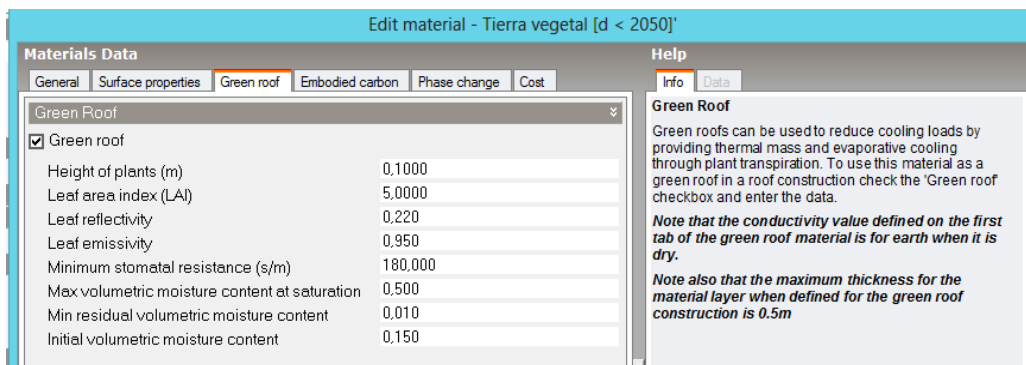 Edit material - Tierra vegetal [d < 2050]'
Materials Data
General Surface properties Green roof Embodied carbon Phase change Cost
Green Roof
Green roof
Height of plants (m) 0,1000
Leaf area index (LAI) 5,0000
Leaf reflectivity 0,220
Leaf emissivity 0,950
Minimum stomatal resistance (s/m) 180,000
Max volumetric moisture content at saturation 0,500
Min residual volumetric moisture content 0,010
Initial volumetric moisture content 0,150
Help
Info Data
Green Roof
Green roofs can be used to reduce cooling loads by
providing thermal mass and evaporative cooling
through plant transpiration. To use this material as a
green roof in a roof construction check the 'Green roof'
checkbox and enter the data.
Note that the conductivity value defined on the first
tab of the green roof material is for earth when it is
dry.
Note also that the maximum thickness for the
material layer when defined for the green roof
construction is 0.5m